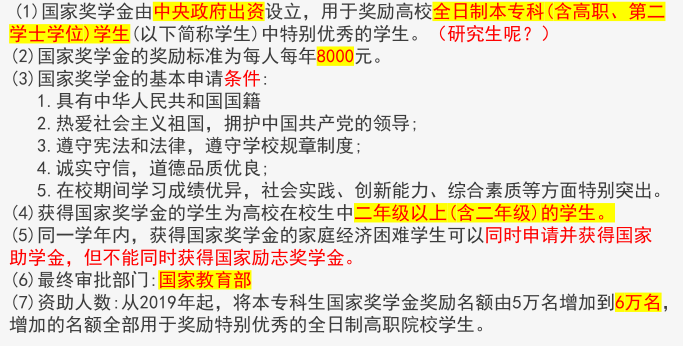 (1)国家奖学金由中央政府出资设立，用于奖励高校全日制本专科(含高职、第二
学士学位)学生(以下简称学生)中特别优秀的学生。（研究生呢？）
(2)国家奖学金的奖励标准为每人每年8000元。
(3)国家奖学金的基本申请条件:
1.具有中华人民共和国国籍
2.热爱社会主义祖国，拥护中国共产党的领导;
3.遵守宪法和法律，遵守学校规章制度;
4.诚实守信，道德品质优良;
5.在校期间学习成绩优异，社会实践、创新能力、综合素质等方面特别突出。
(4)获得国家奖学金的学生为高校在校生中二年级以上(含二年级)的学生。
(5)同一学年内，获得国家奖学金的家庭经济困难学生可以同时申请并获得国家
助学金，但不能同时获得国家励志奖学金。
(6)最终审批部门:国家教育部
(7)资助人数:从2019年起，将本专科生国家奖学金奖励名额由5万名增加到6万名，
增加的名额全部用于奖励特别优秀的全日制高职院校学生。